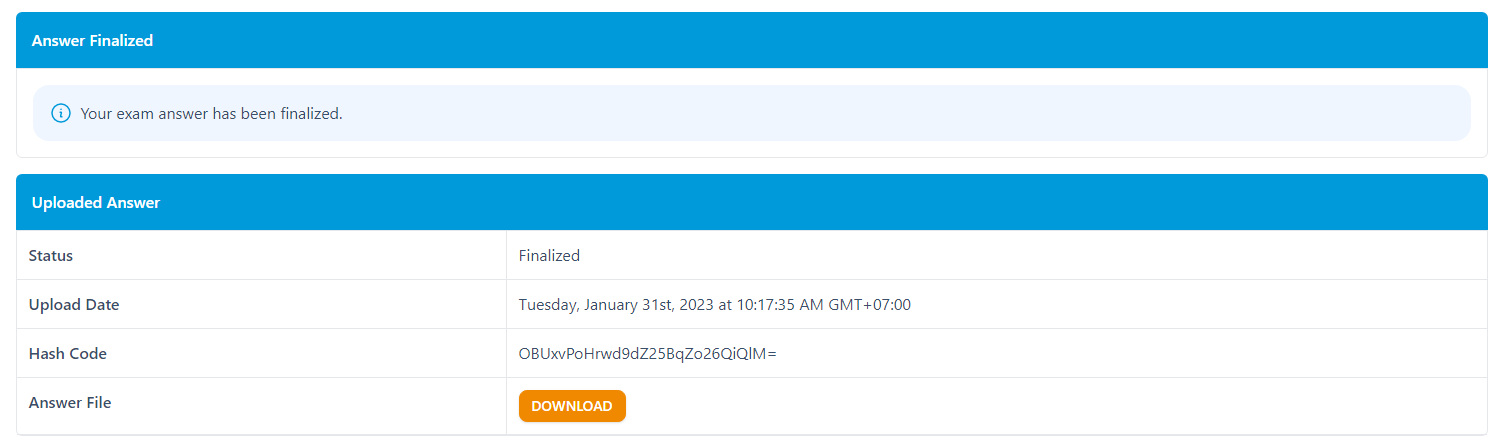 Answer Finalized
Your exam answer has been finalized.
Uploaded Answer
Status Finalized
Upload Date Tuesday, January 31st, 2023 at 10:17:35 AM GMT+07:00
Hash Code OBUxvPoHrwd9dZ25BqZo26QiQlM=
Answer File DOWNLOAD